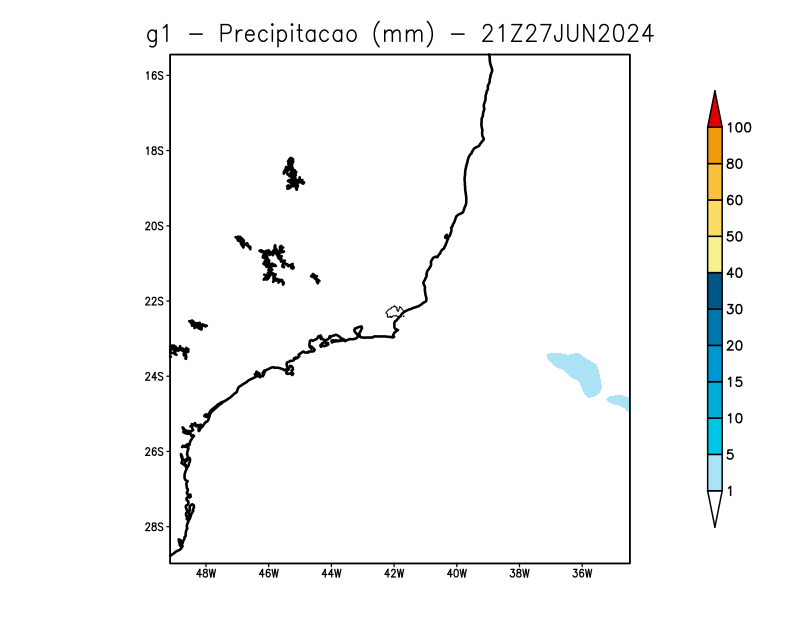 g1 – Precipitacao (mm) – 21Z27JUN2024
16S
18S
20S
22S
24S
26S
28S
48W 46W 44W 42W 40W 38W 36W
100
80
60
50
40
30
20
15
10
5
1